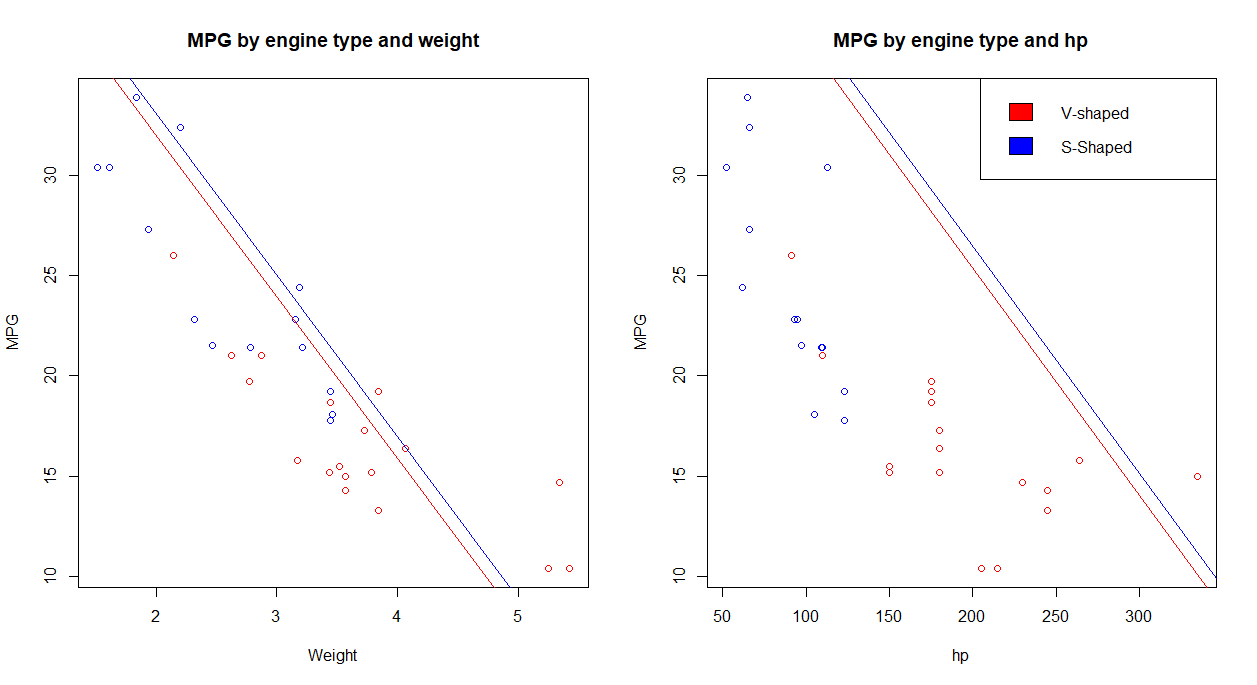 MPG by engine type and weight
MPG
30
25
20
15
10
2 3 4 5
Weight
MPG by engine type and hp
V-shaped
S-Shaped
MPG
30
25
20
15
10
50 100 150 200 250 300
hp